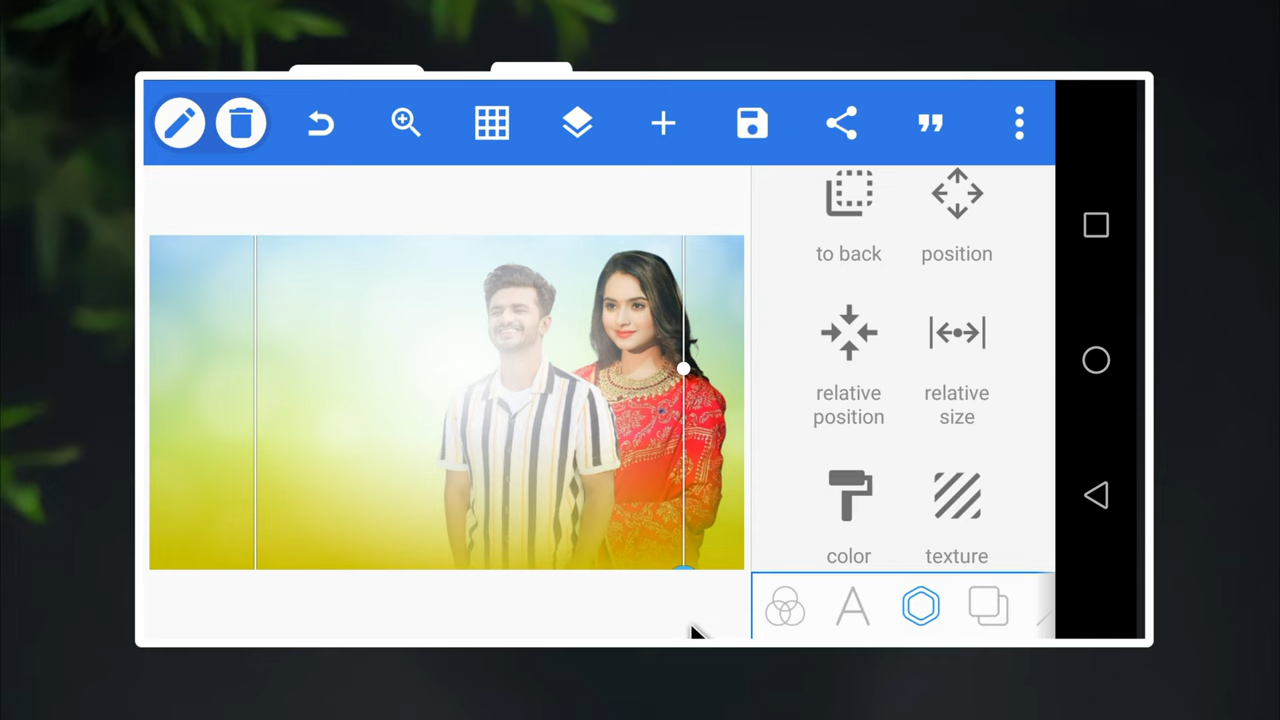 to back
position
relative
position
relative
size
color
texture